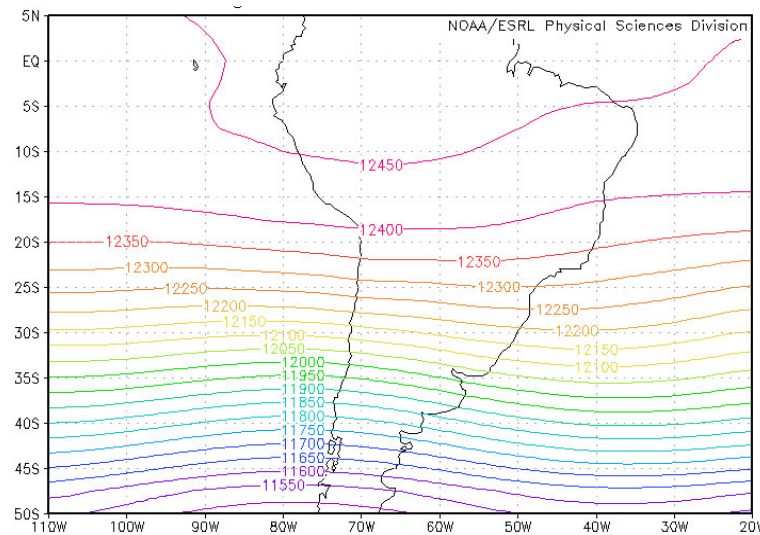 NOAA/ESRL Physical Sciences Division
5N
EQ
5S
10S
15S
20S
25S
30S
35S
40S
45S
50S
12450
12400
12350
12350
12300
12300
12250
12250
12200
12200
12150
12150
12100
12100
12050
12000
11950
11900
11850
11800
11750
11700
11650
11600
11550
110W 100W 90W 80W 70W 60W 50W 40W 30W 20W